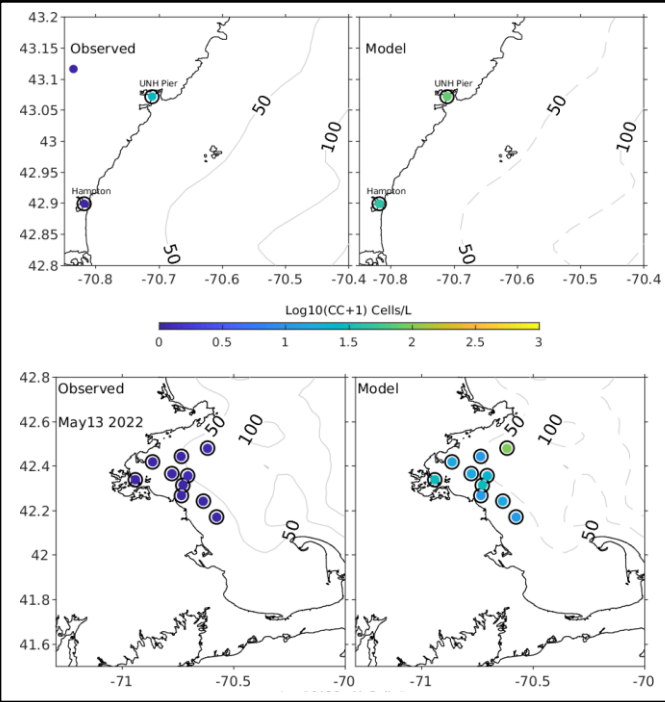 43.2
43.15
43.1
43.05
43
42.95
42.9
42.85
42.8
Observed
UNH Pier
Hampton
50
100
50
-70.8 -70.7 -70.6 -70.5 -70.4
Model
UNH Pier
Hampton
50
100
50
-70.8 -70.7 -70.6 -70.5 -70.4
Log10(CC+1) Cells/L
0 0.5 1 1.5 2 2.5 3
42.8
42.6
42.4
42.2
42
41.8
41.6
Observed
May13 2022
50
100
50
-71 -70.5 -70
Model
50
100
50
-71 -70.5 -70